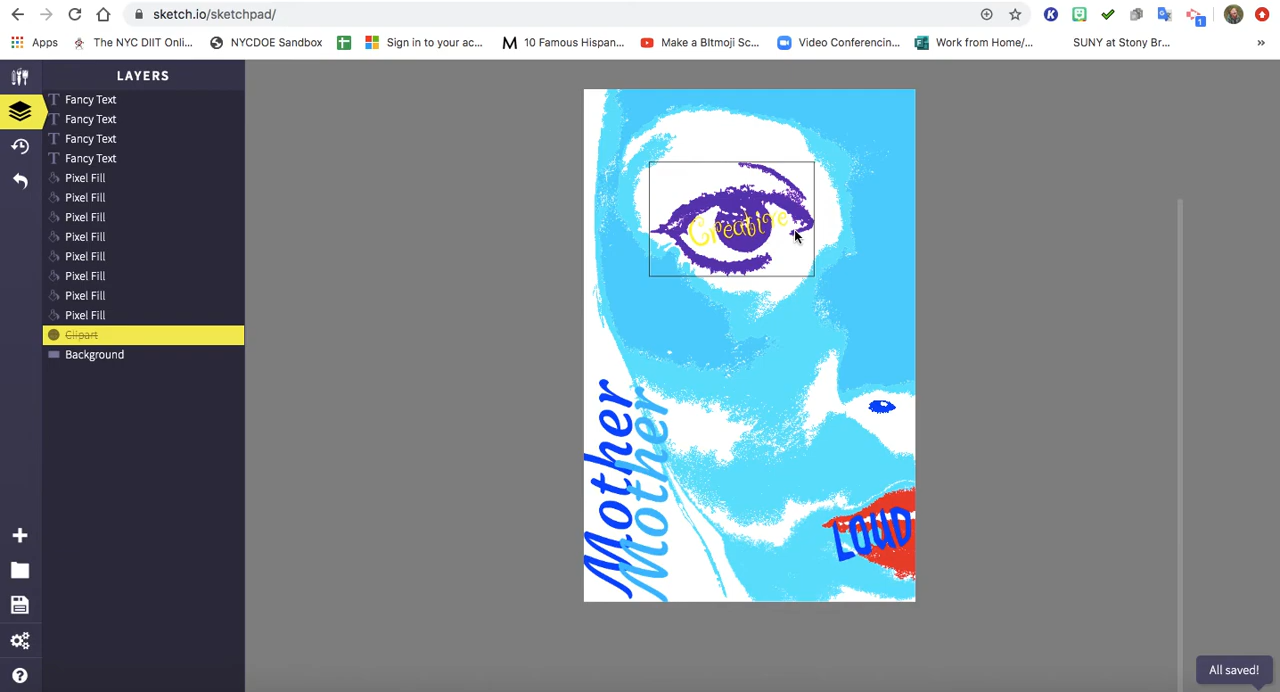 sketch.io/sketchpad/
Apps
The NYC DIIT Onli...
NYCDOE Sandbox
Sign in to your ac...
10 Famous Hispan...
Make a BItmoji Sc...
Video Conferencin...
Work from Home/...
SUNY at Stony Br...
»
LAYERS
Fancy Text
Fancy Text
Fancy Text
Fancy Text
Pixel Fill
Pixel Fill
Pixel Fill
Pixel Fill
Pixel Fill
Pixel Fill
Pixel Fill
Pixel Fill
Clipart
Background
Creative
Mother
Mother
LOUD
All saved!